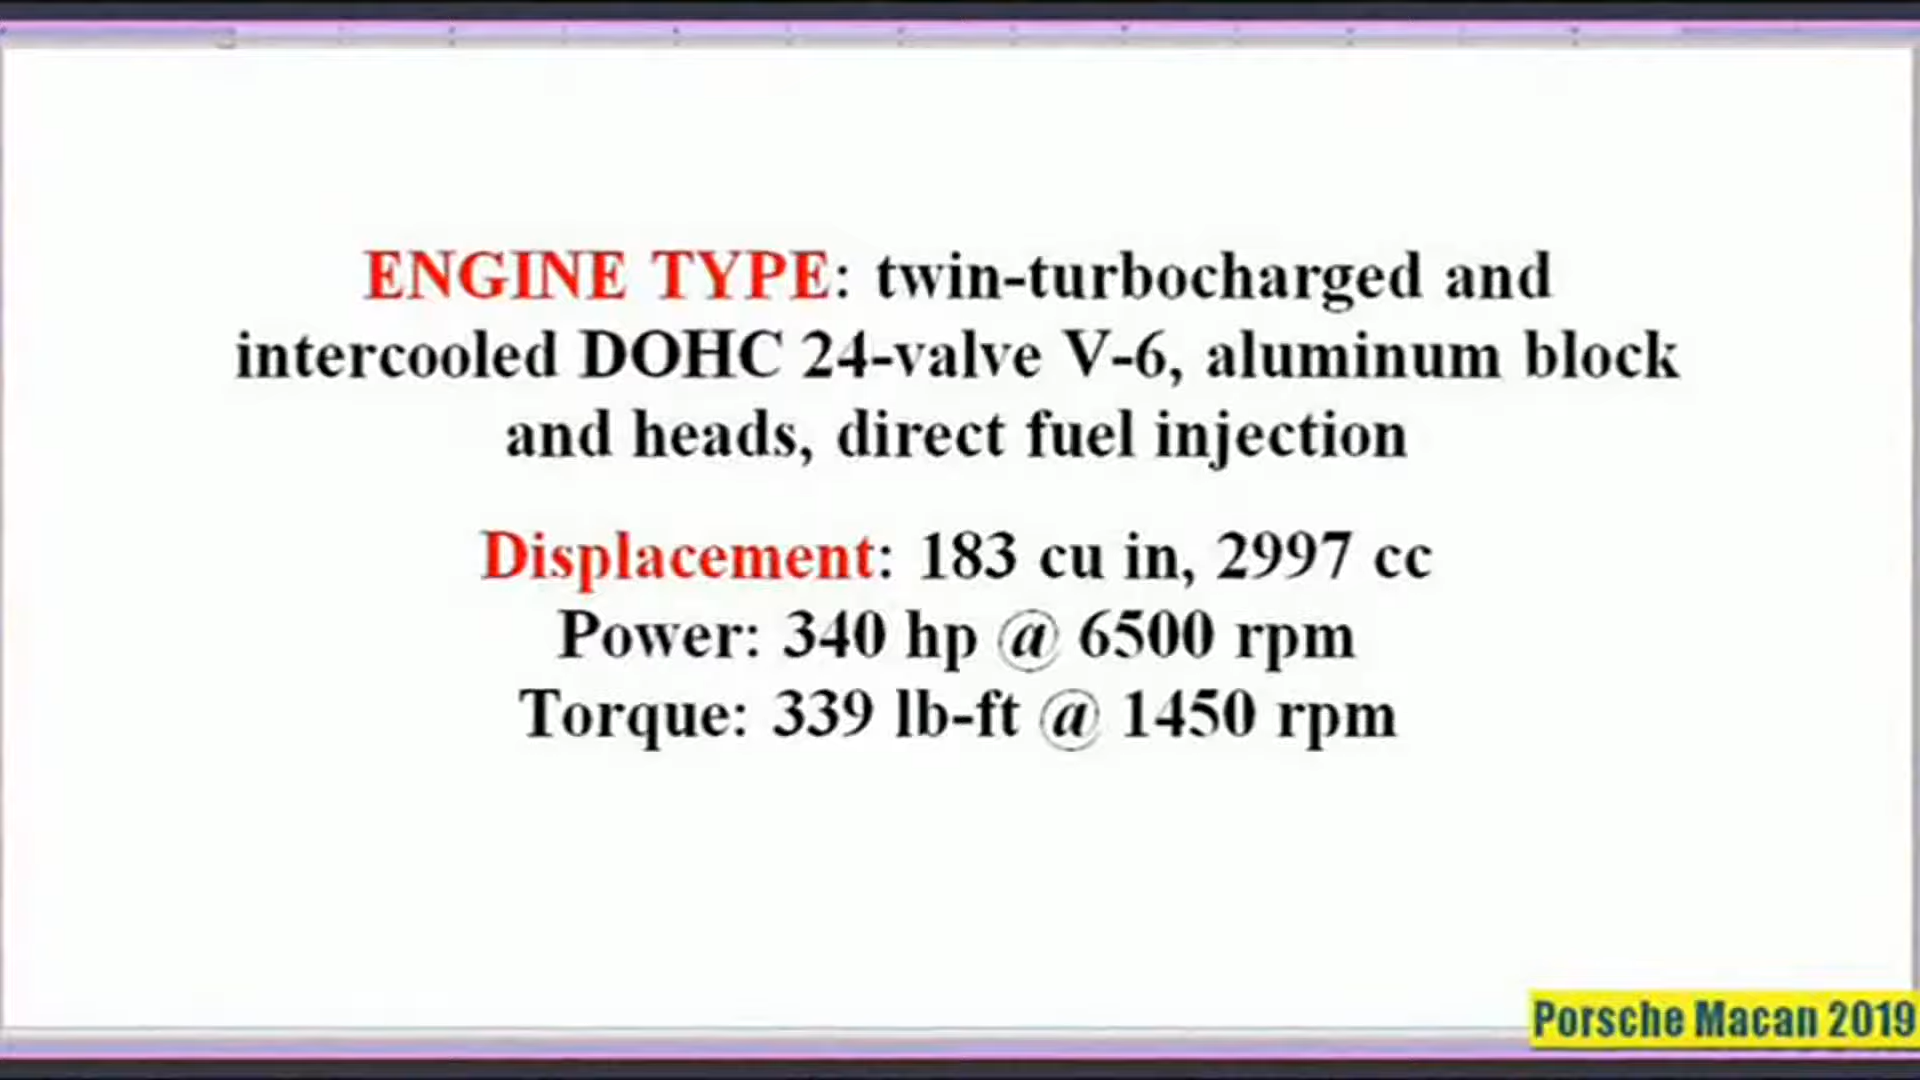 ENGINE TYPE: twin-turbocharged and
intercooled DOHC 24-valve V-6, aluminum block
and heads, direct fuel injection
Displacement: 183 cu in, 2997 cc
Power: 340 hp @ 6500 rpm
Torque: 339 lb-ft @ 1450 rpm
Porsche Macan 2019